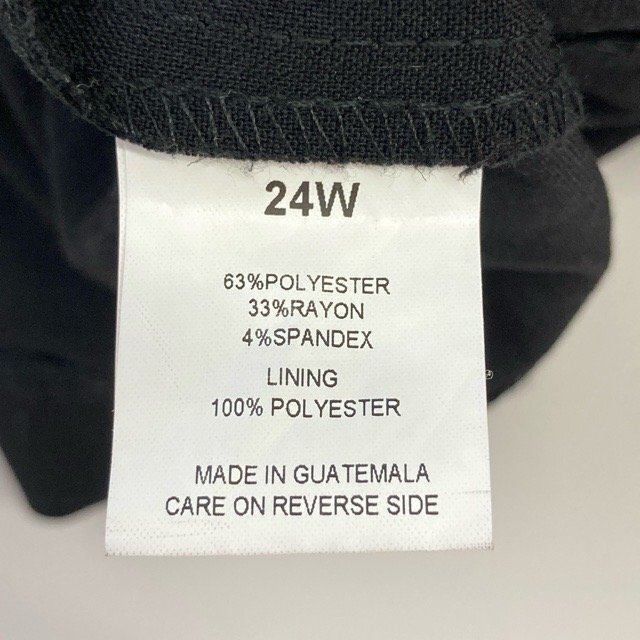 24W
63%POLYESTER
33%RAYON
4%SPANDEX
LINING
100% POLYESTER
MADE IN GUATEMALA
CARE ON REVERSE SIDE